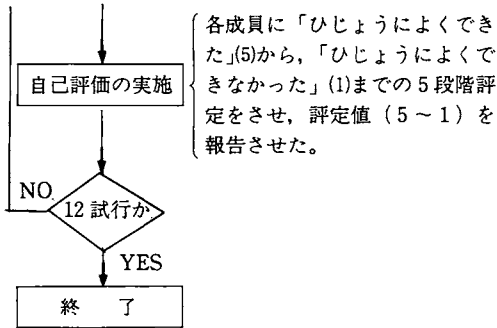 各成員に「ひじょうによくでき
た」(5)から,「ひじょうによくで
きなかった」(1)までの5段階評
定をさせ,評定値(5~1)を
報告させた。
自己評価の実施
NO
12試行か
YES
終 了